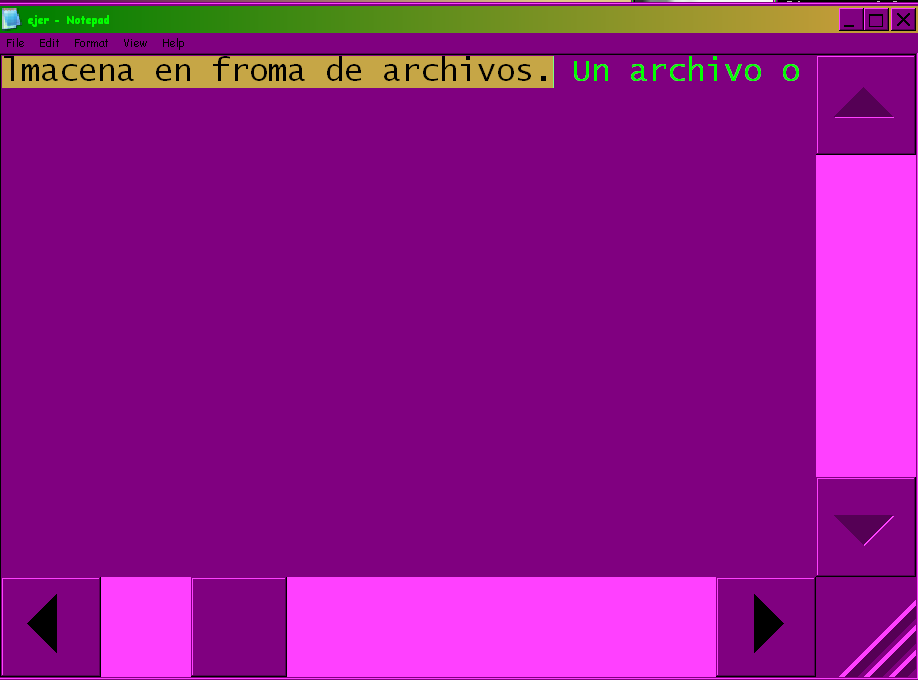 ejer - Notepad
File Edit Format View Help
lmacena en froma de archivos. Un archivo o